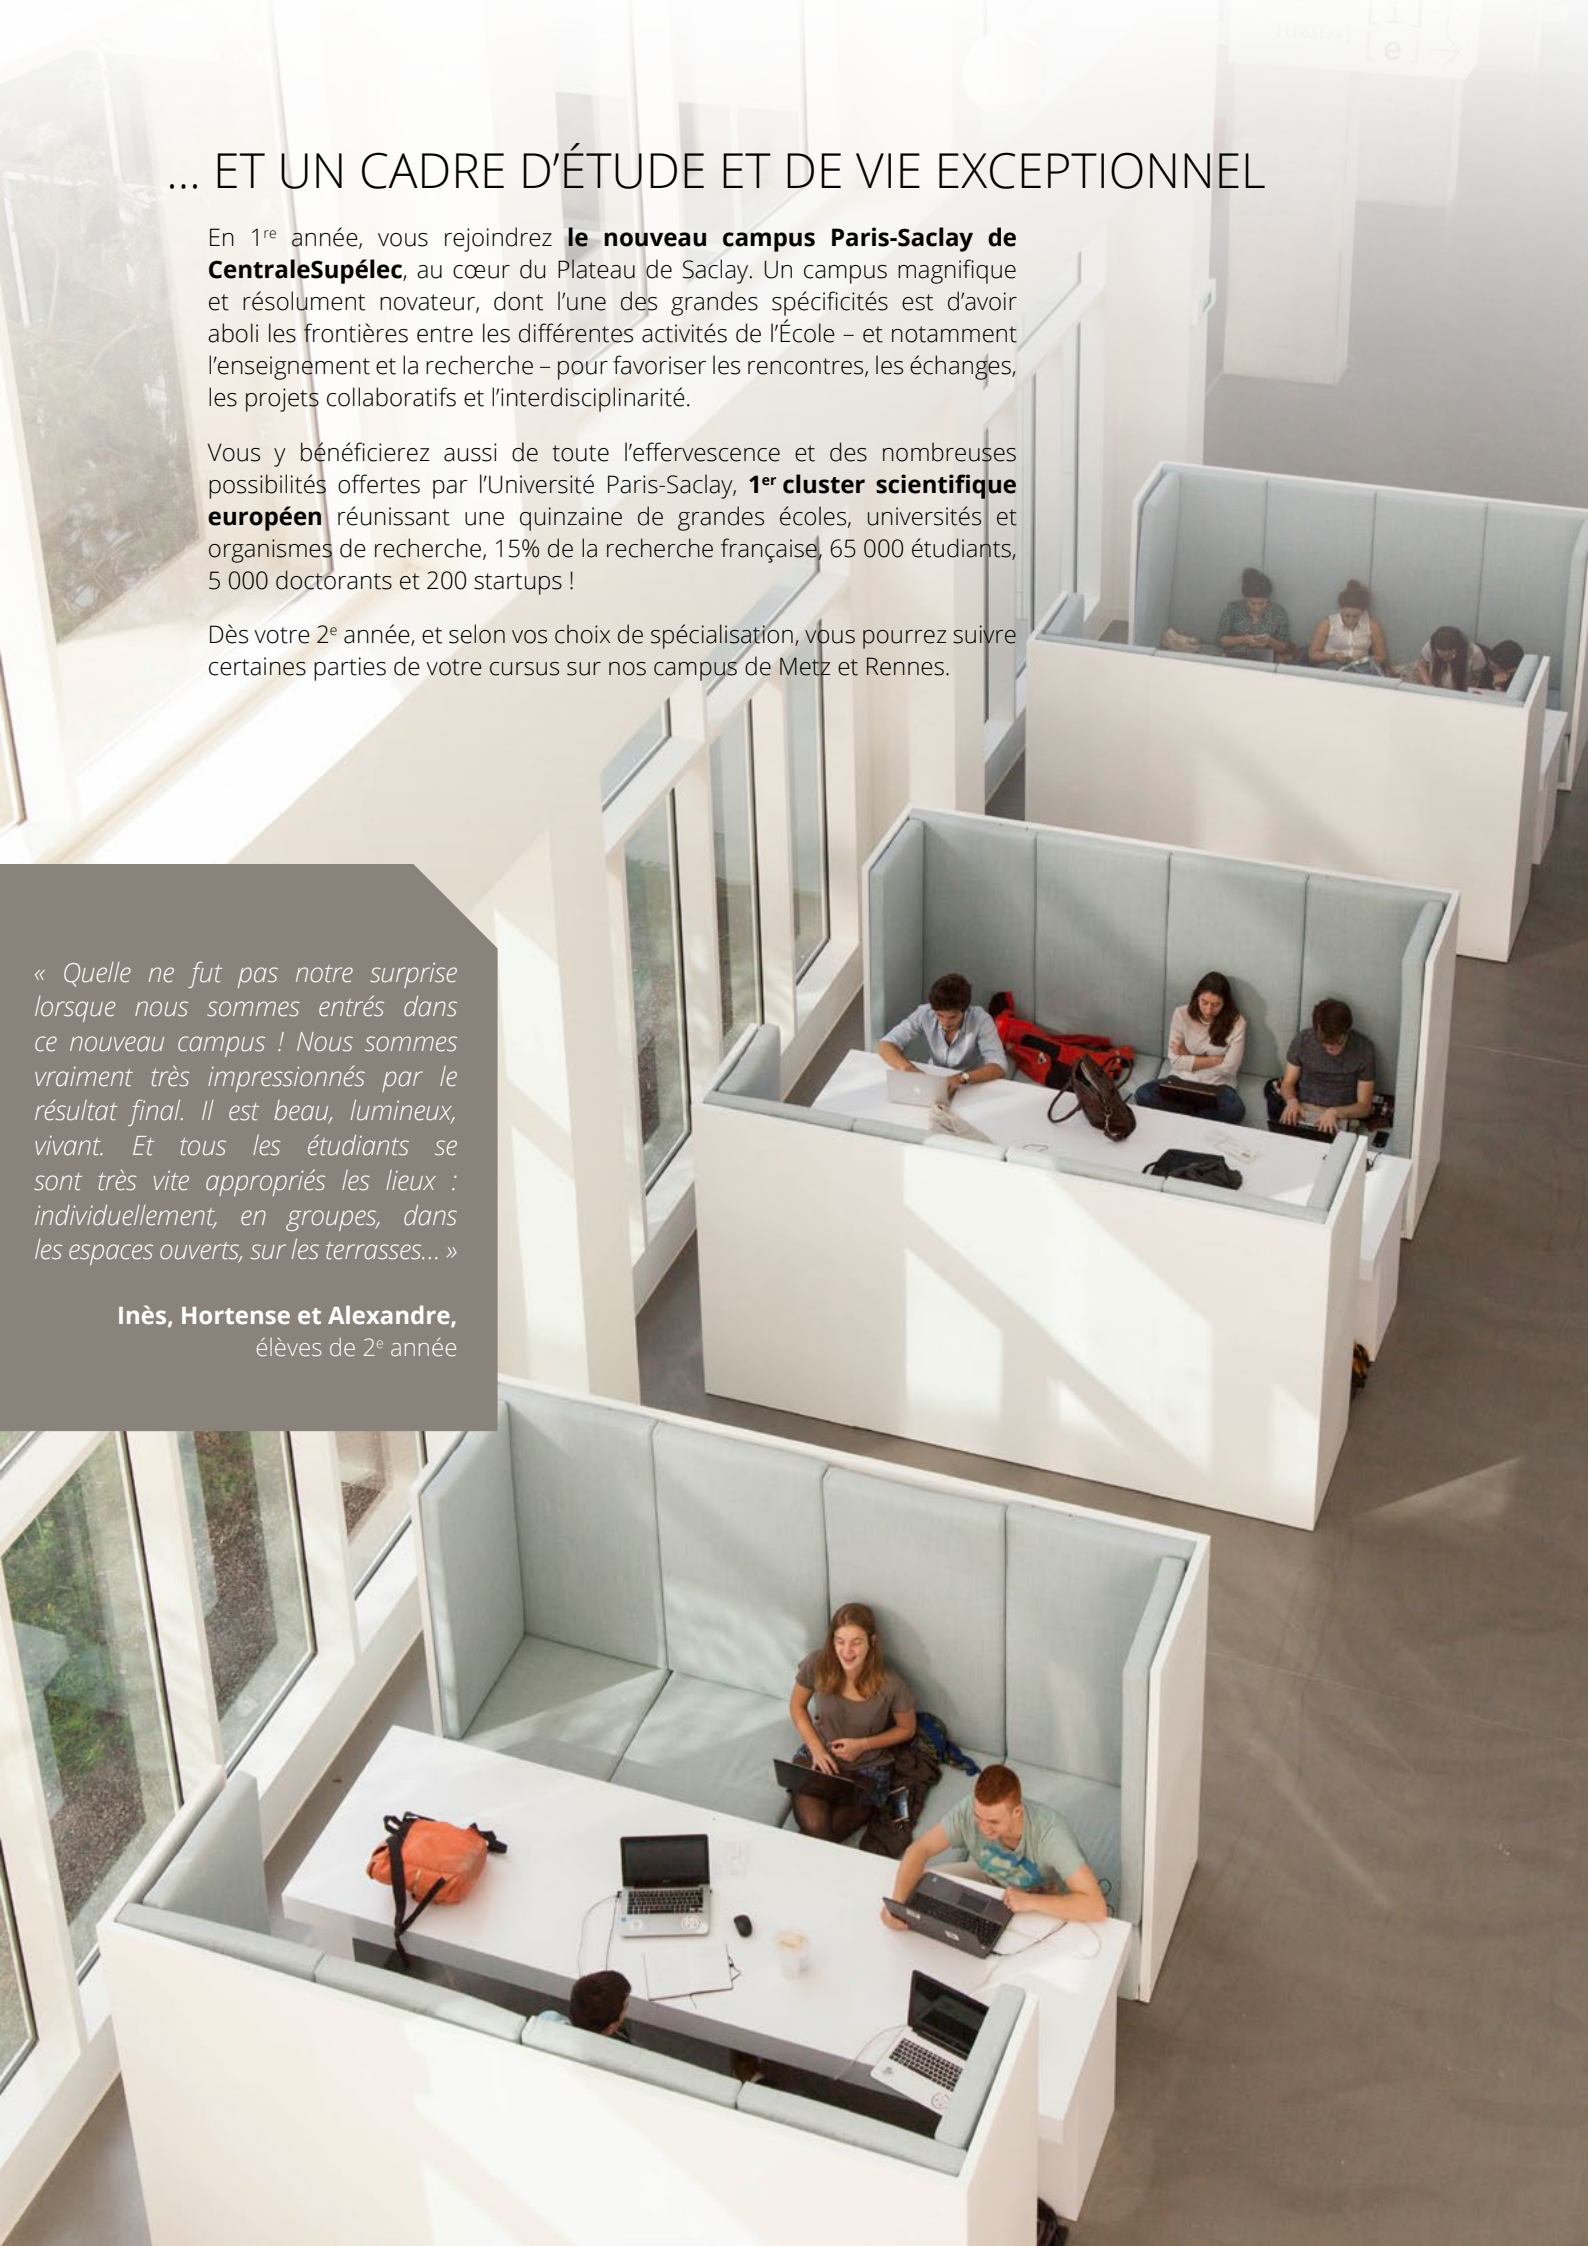 ... ET UN CADRE D'ÉTUDE ET DE VIE EXCEPTIONNEL
En 1re année, vous rejoindrez le nouveau campus Paris-Saclay de
CentraleSupélec, au cœur du Plateau de Saclay. Un campus magnifique
et résolument novateur, dont l'une des grandes spécificités est d'avoir
aboli les frontières entre les différentes activités de l'École – et notamment
l'enseignement et la recherche – pour favoriser les rencontres, les échanges,
les projets collaboratifs et l'interdisciplinarité.
Vous y bénéficierez aussi de toute l'effervescence et des nombreuses
possibilités offertes par l'Université Paris-Saclay, 1er cluster scientifique
européen réunissant une quinzaine de grandes écoles, universités et
organismes de recherche, 15% de la recherche française, 65 000 étudiants,
5 000 doctorants et 200 startups !
Dès votre 2e année, et selon vos choix de spécialisation, vous pourrez suivre
certaines parties de votre cursus sur nos campus de Metz et Rennes.
« Quelle ne fut pas notre surprise
lorsque nous sommes entrés dans
ce nouveau campus ! Nous sommes
vraiment très impressionnés par le
résultat final. Il est beau, lumineux,
vivant. Et tous les étudiants se
sont très vite appropriés les lieux :
individuellement, en groupes, dans
les espaces ouverts, sur les terrasses... »
Inès, Hortense et Alexandre,
élèves de 2e année